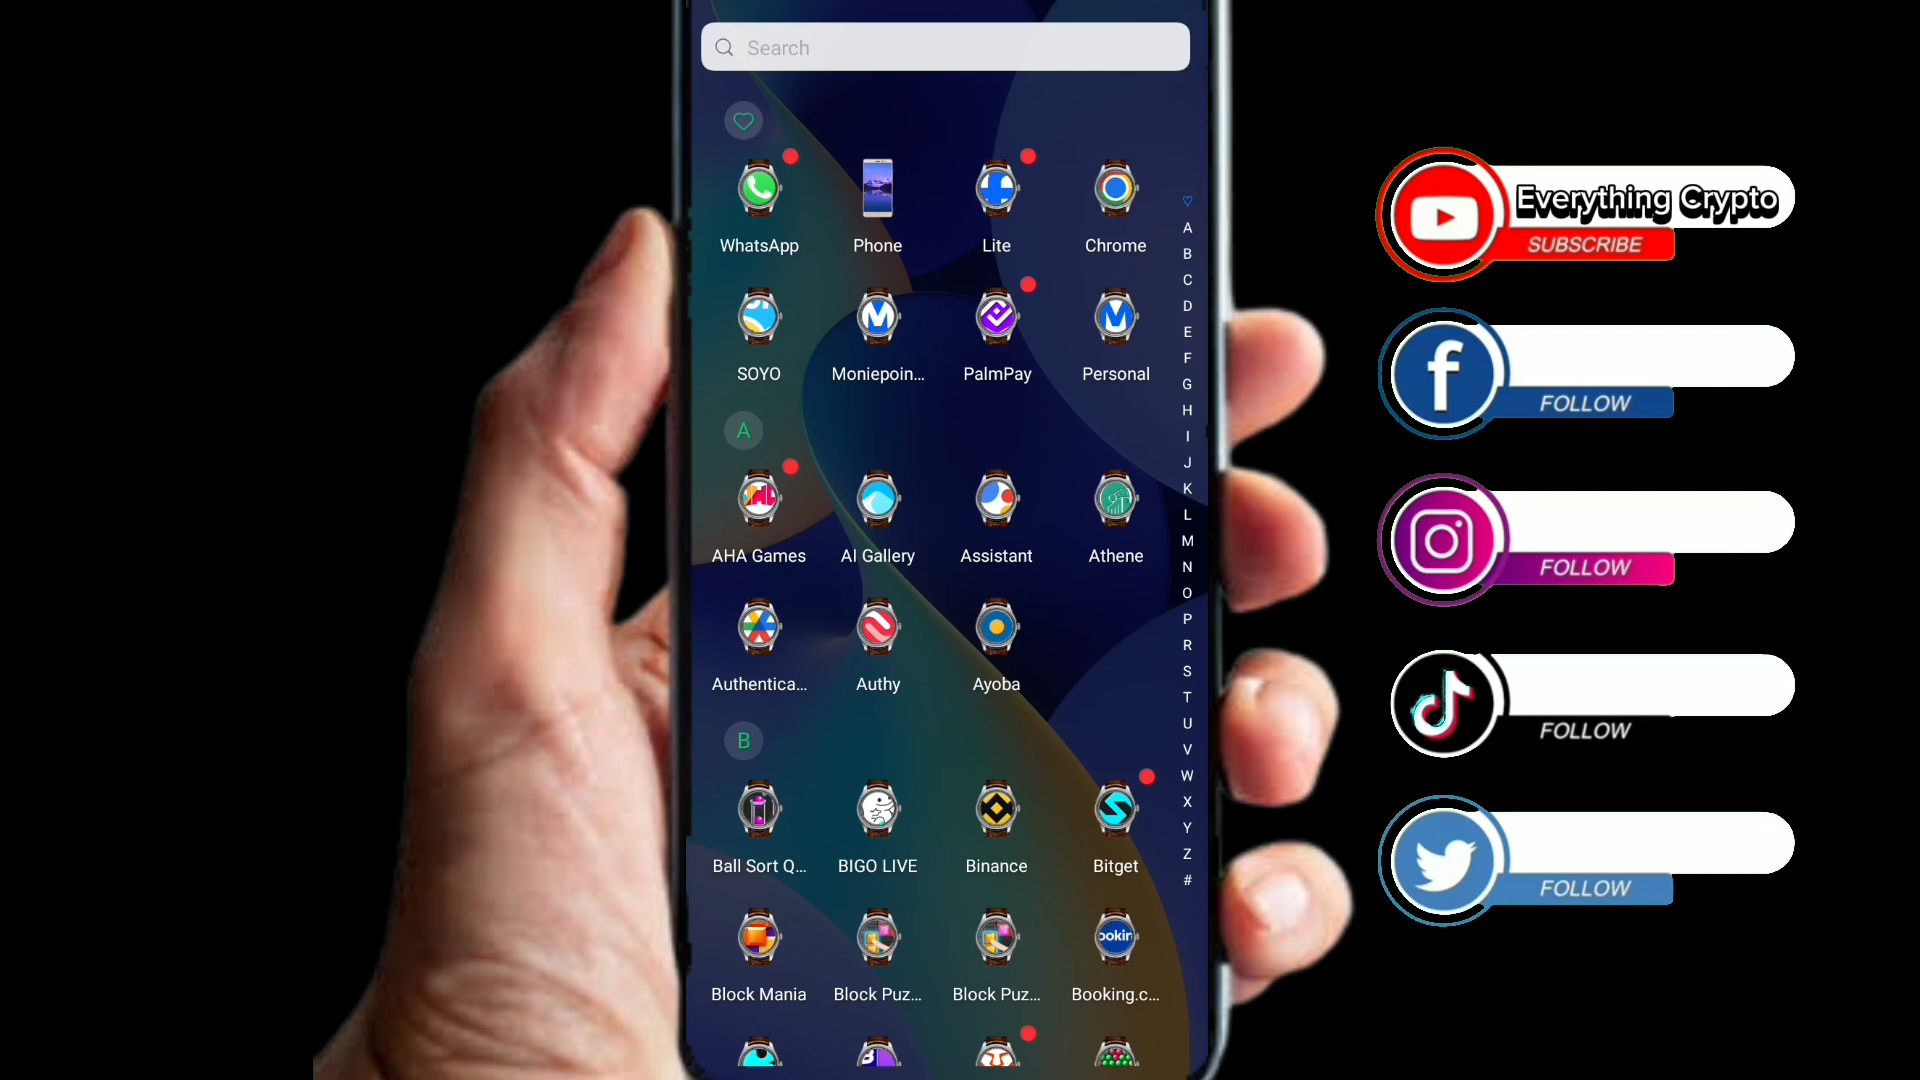 Search
WhatsApp
Phone
Lite
Chrome
SOYO
Moniepoin...
PalmPay
Personal
A
AHA Games
AI Gallery
Assistant
Athene
Authentica...
Authy
Ayoba
B
Ball Sort Q...
BIGO LIVE
Binance
Bitget
ookin
Block Mania
Block Puz...
Block Puz...
Booking.c...
A
B
C
D
E
F
G
H
I
J
K
L
M
N
O
P
R
S
T
U
V
W
X
Y
Z
#
Everything Crypto
SUBSCRIBE
FOLLOW
FOLLOW
FOLLOW
FOLLOW